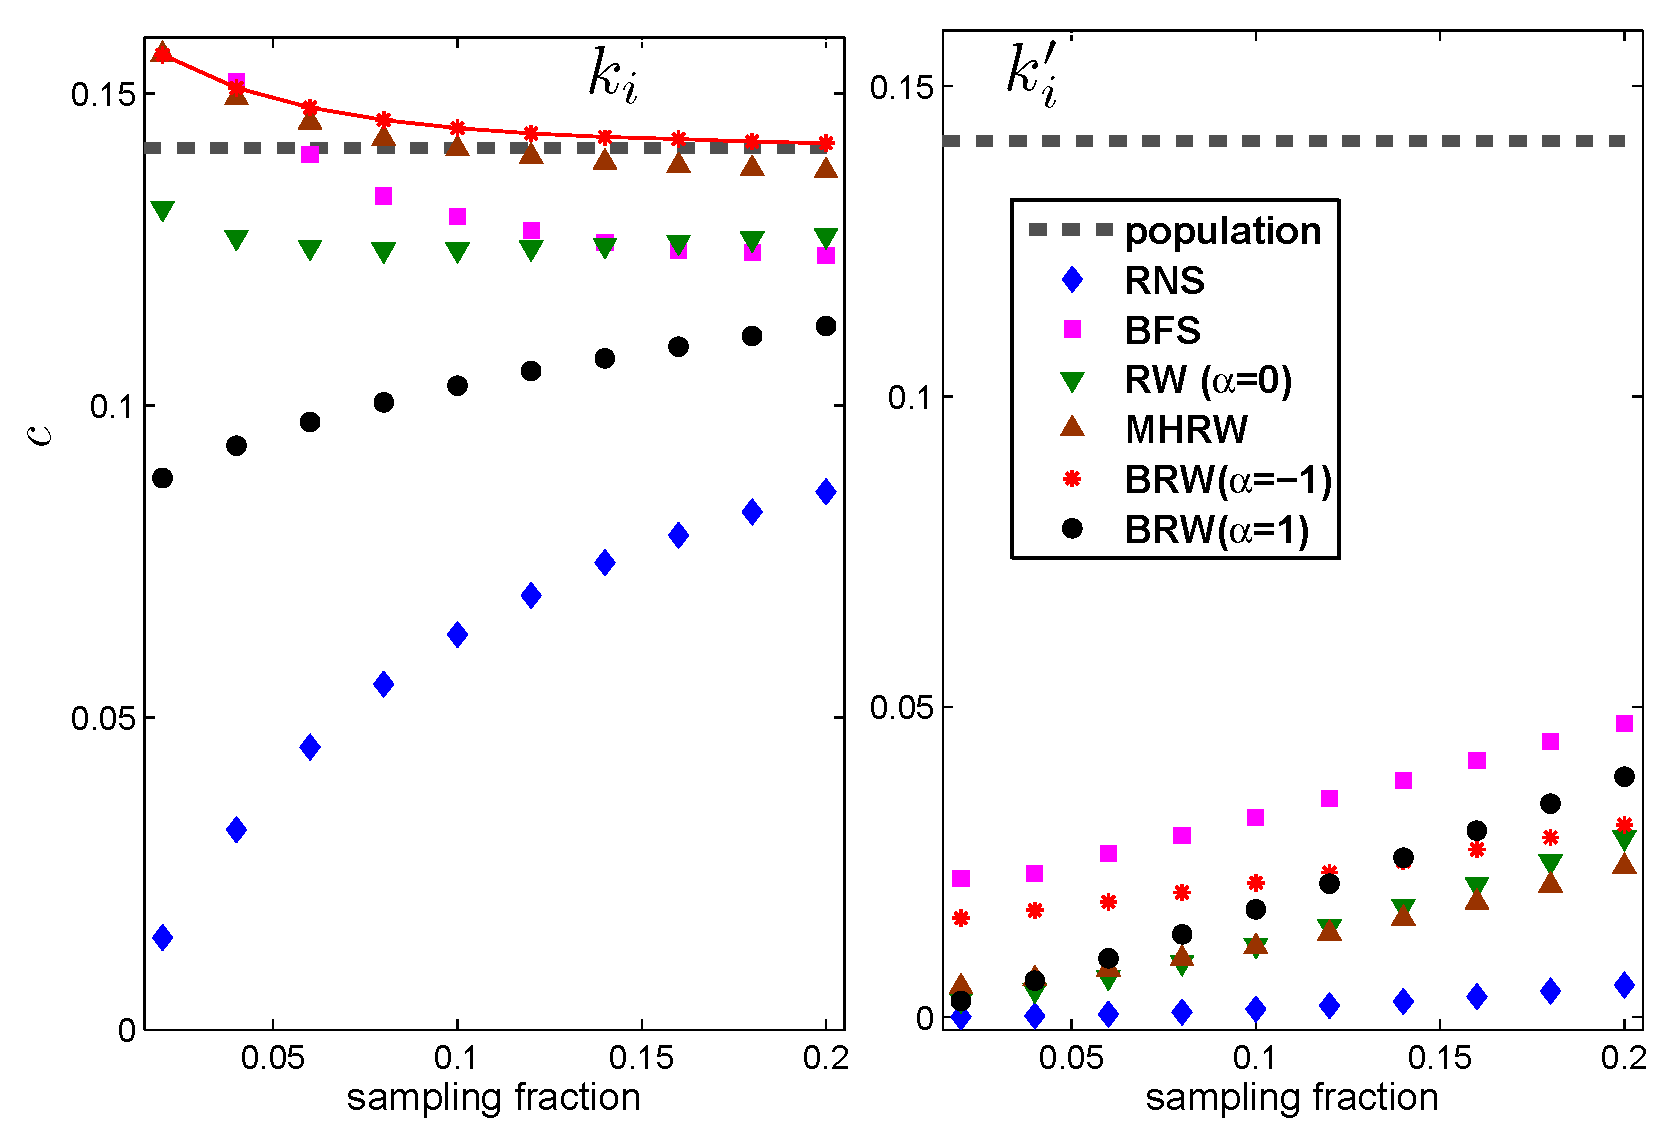 k_i
0.15
0.1
0.05
0
c
0.05
0.1
0.15
0.2
sampling fraction
k'_i
0.15
0.1
0.05
0
population
RNS
BFS
RW (α=0)
MHRW
BRW(α=−1)
BRW(α=1)
0.05
0.1
0.15
0.2
sampling fraction